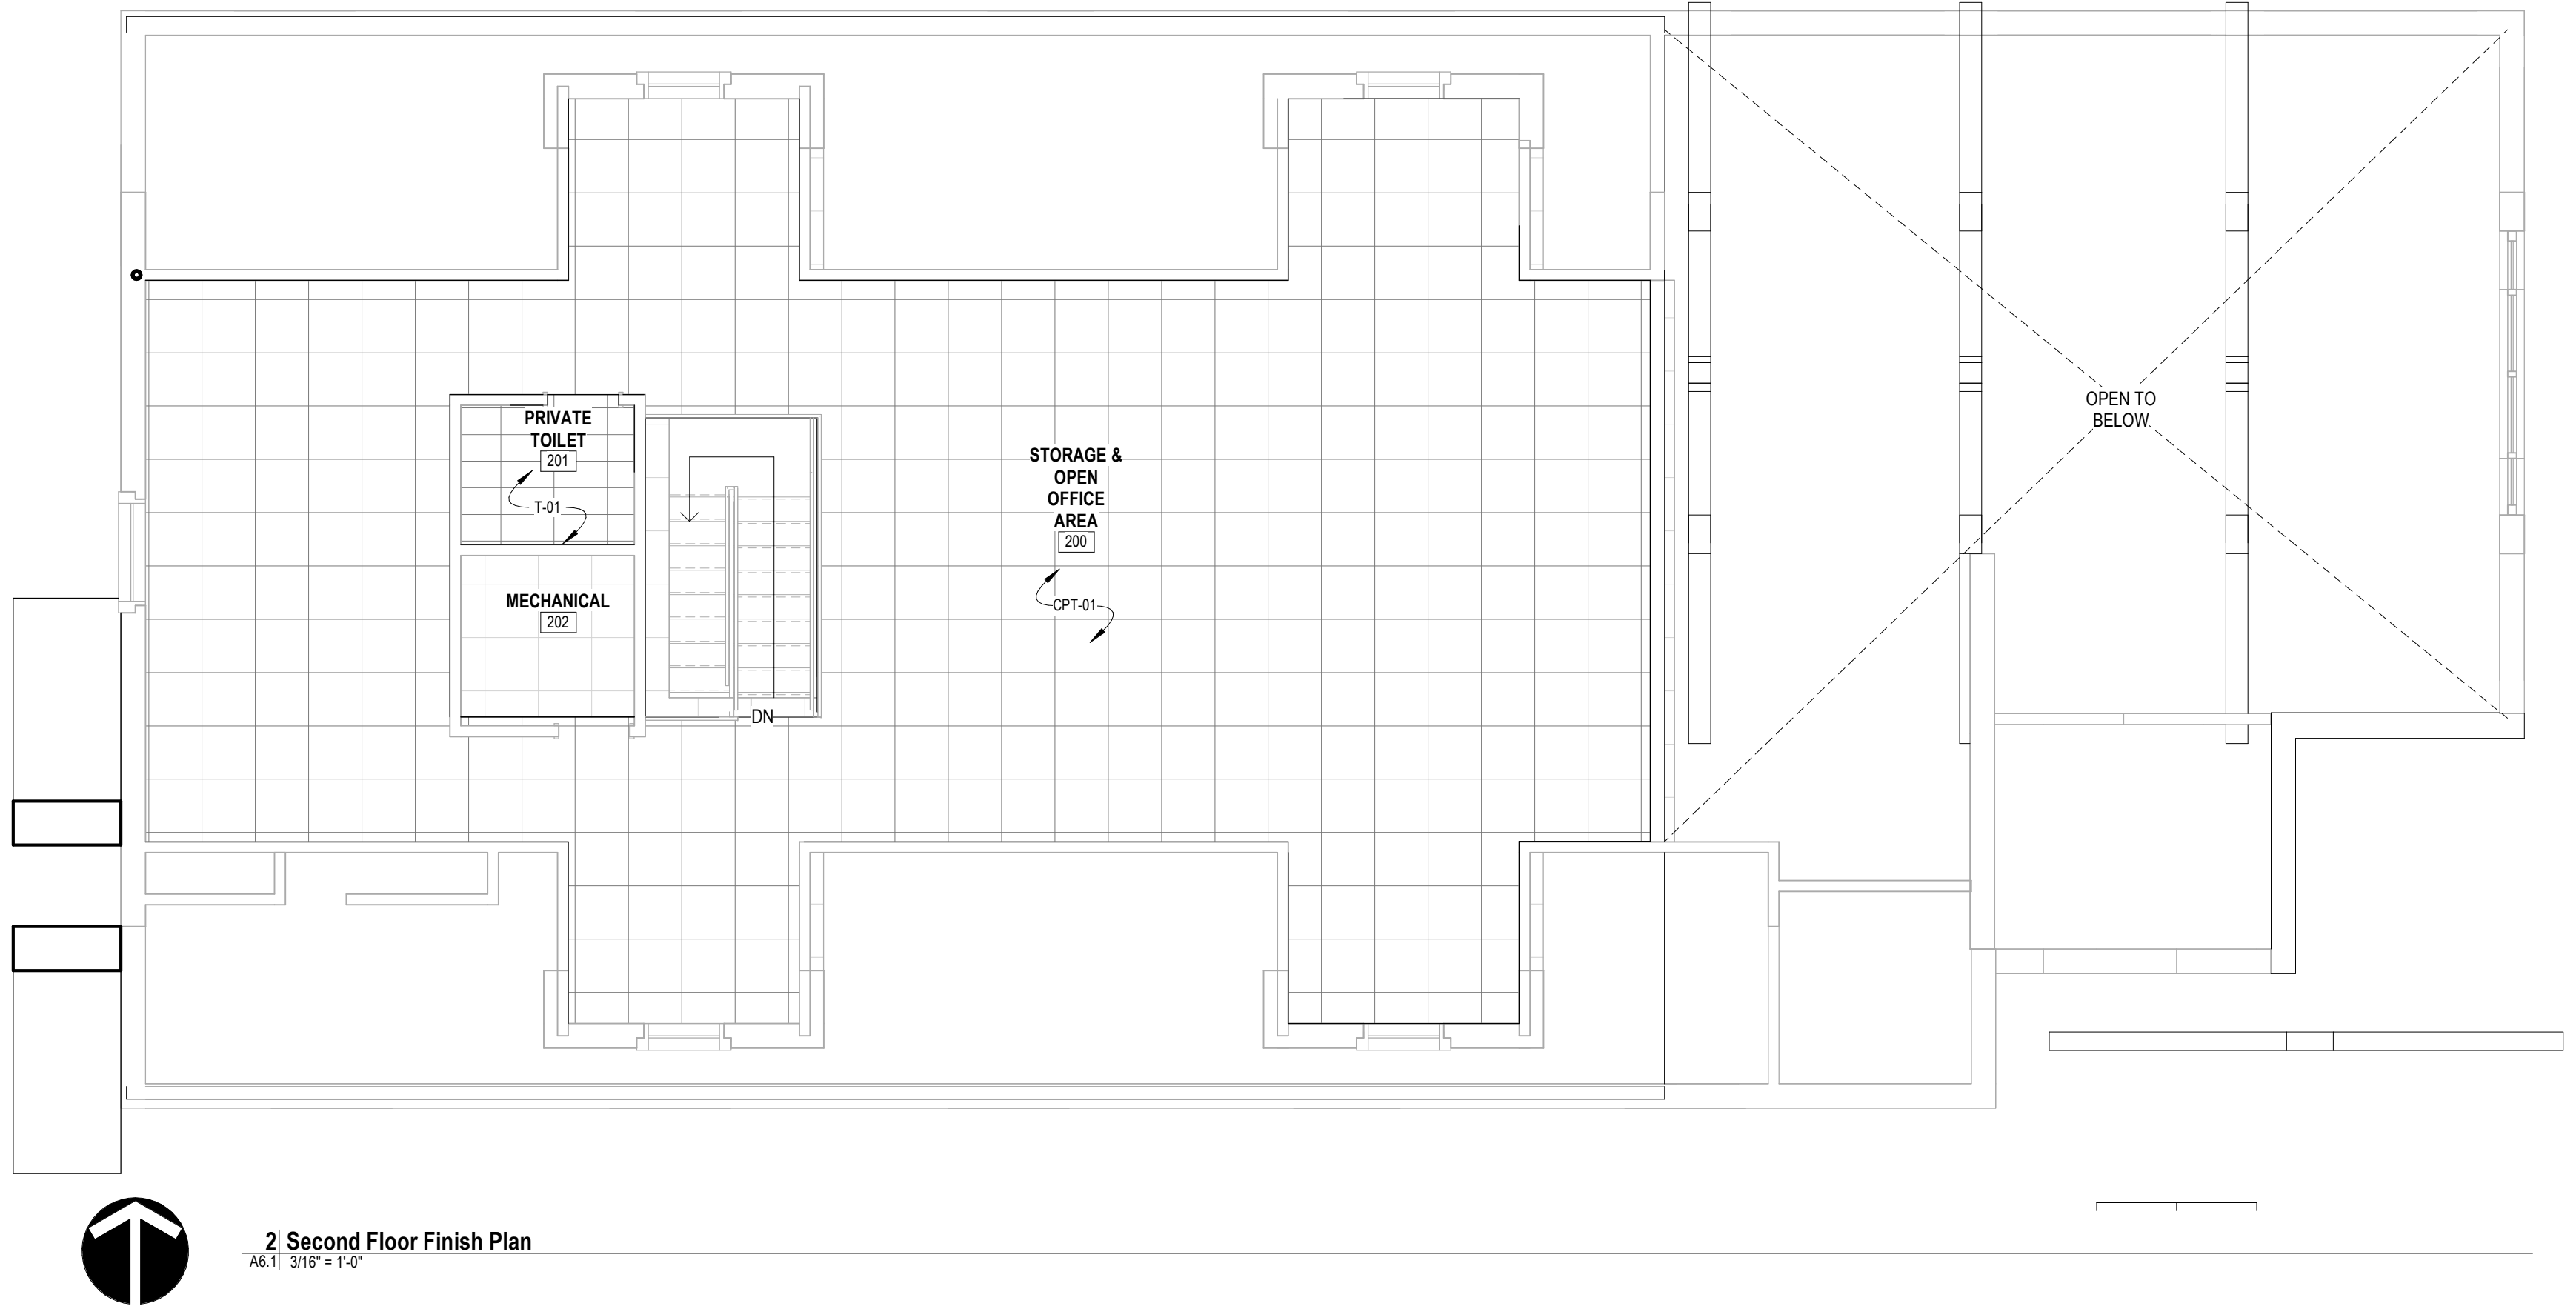 PRIVATE
TOILET
201
T-01
MECHANICAL
202
DN
STORAGE &
OPEN
OFFICE
AREA
200
CPT-01
OPEN TO
BELOW
2 Second Floor Finish Plan
A6.1 3/16" = 1'-0"